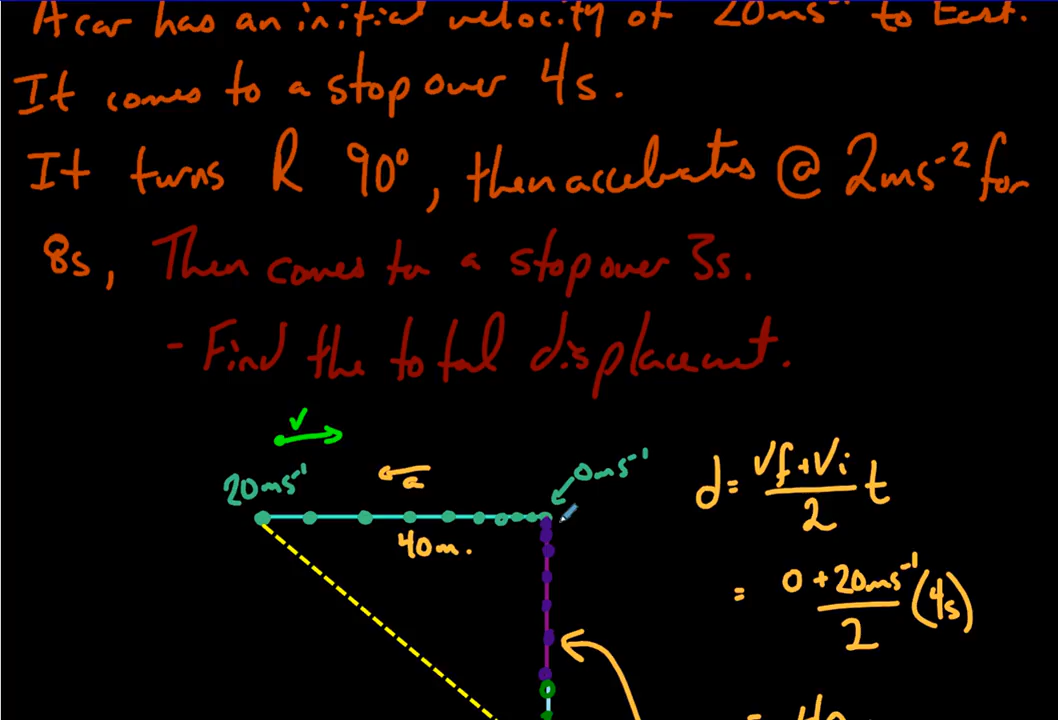 A car has an initial velocity of 20ms⁻¹ to East.
It comes to a stop over 4s.
It turns R 90°, then accelerates @ 2ms⁻² for
8s, Then comes to a stop over 3s.
- Find the total displacement.
v
20ms⁻¹
a
0ms⁻¹
40m.
d = (Vf + Vi)/2 t
= (0 + 20ms⁻¹)/2 (4s)
= 40